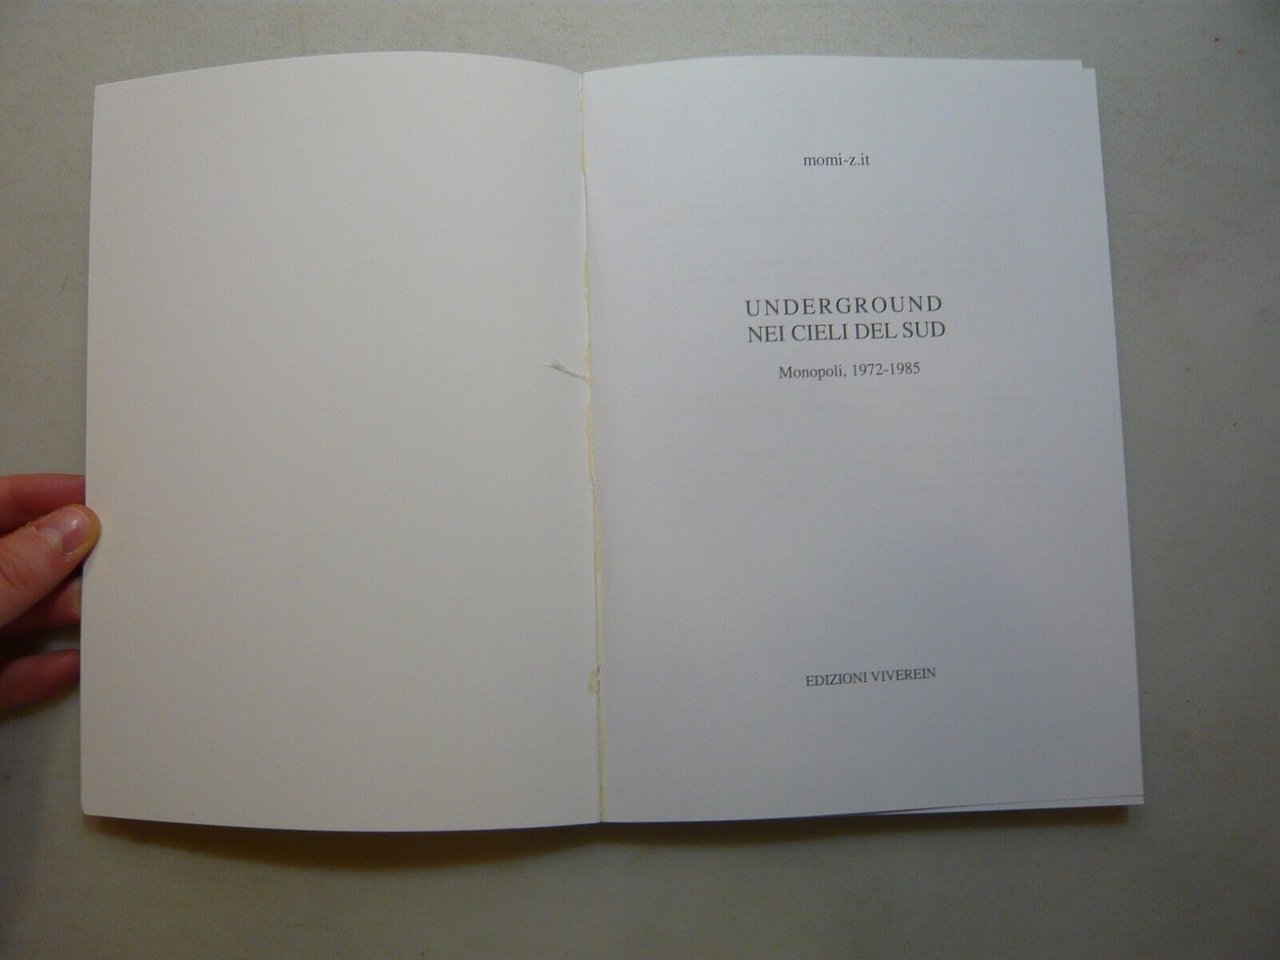 momi-z.it
UNDERGROUND
NEI CIELI DEL SUD
Monopoli, 1972-1985
EDIZIONI VIVEREIN